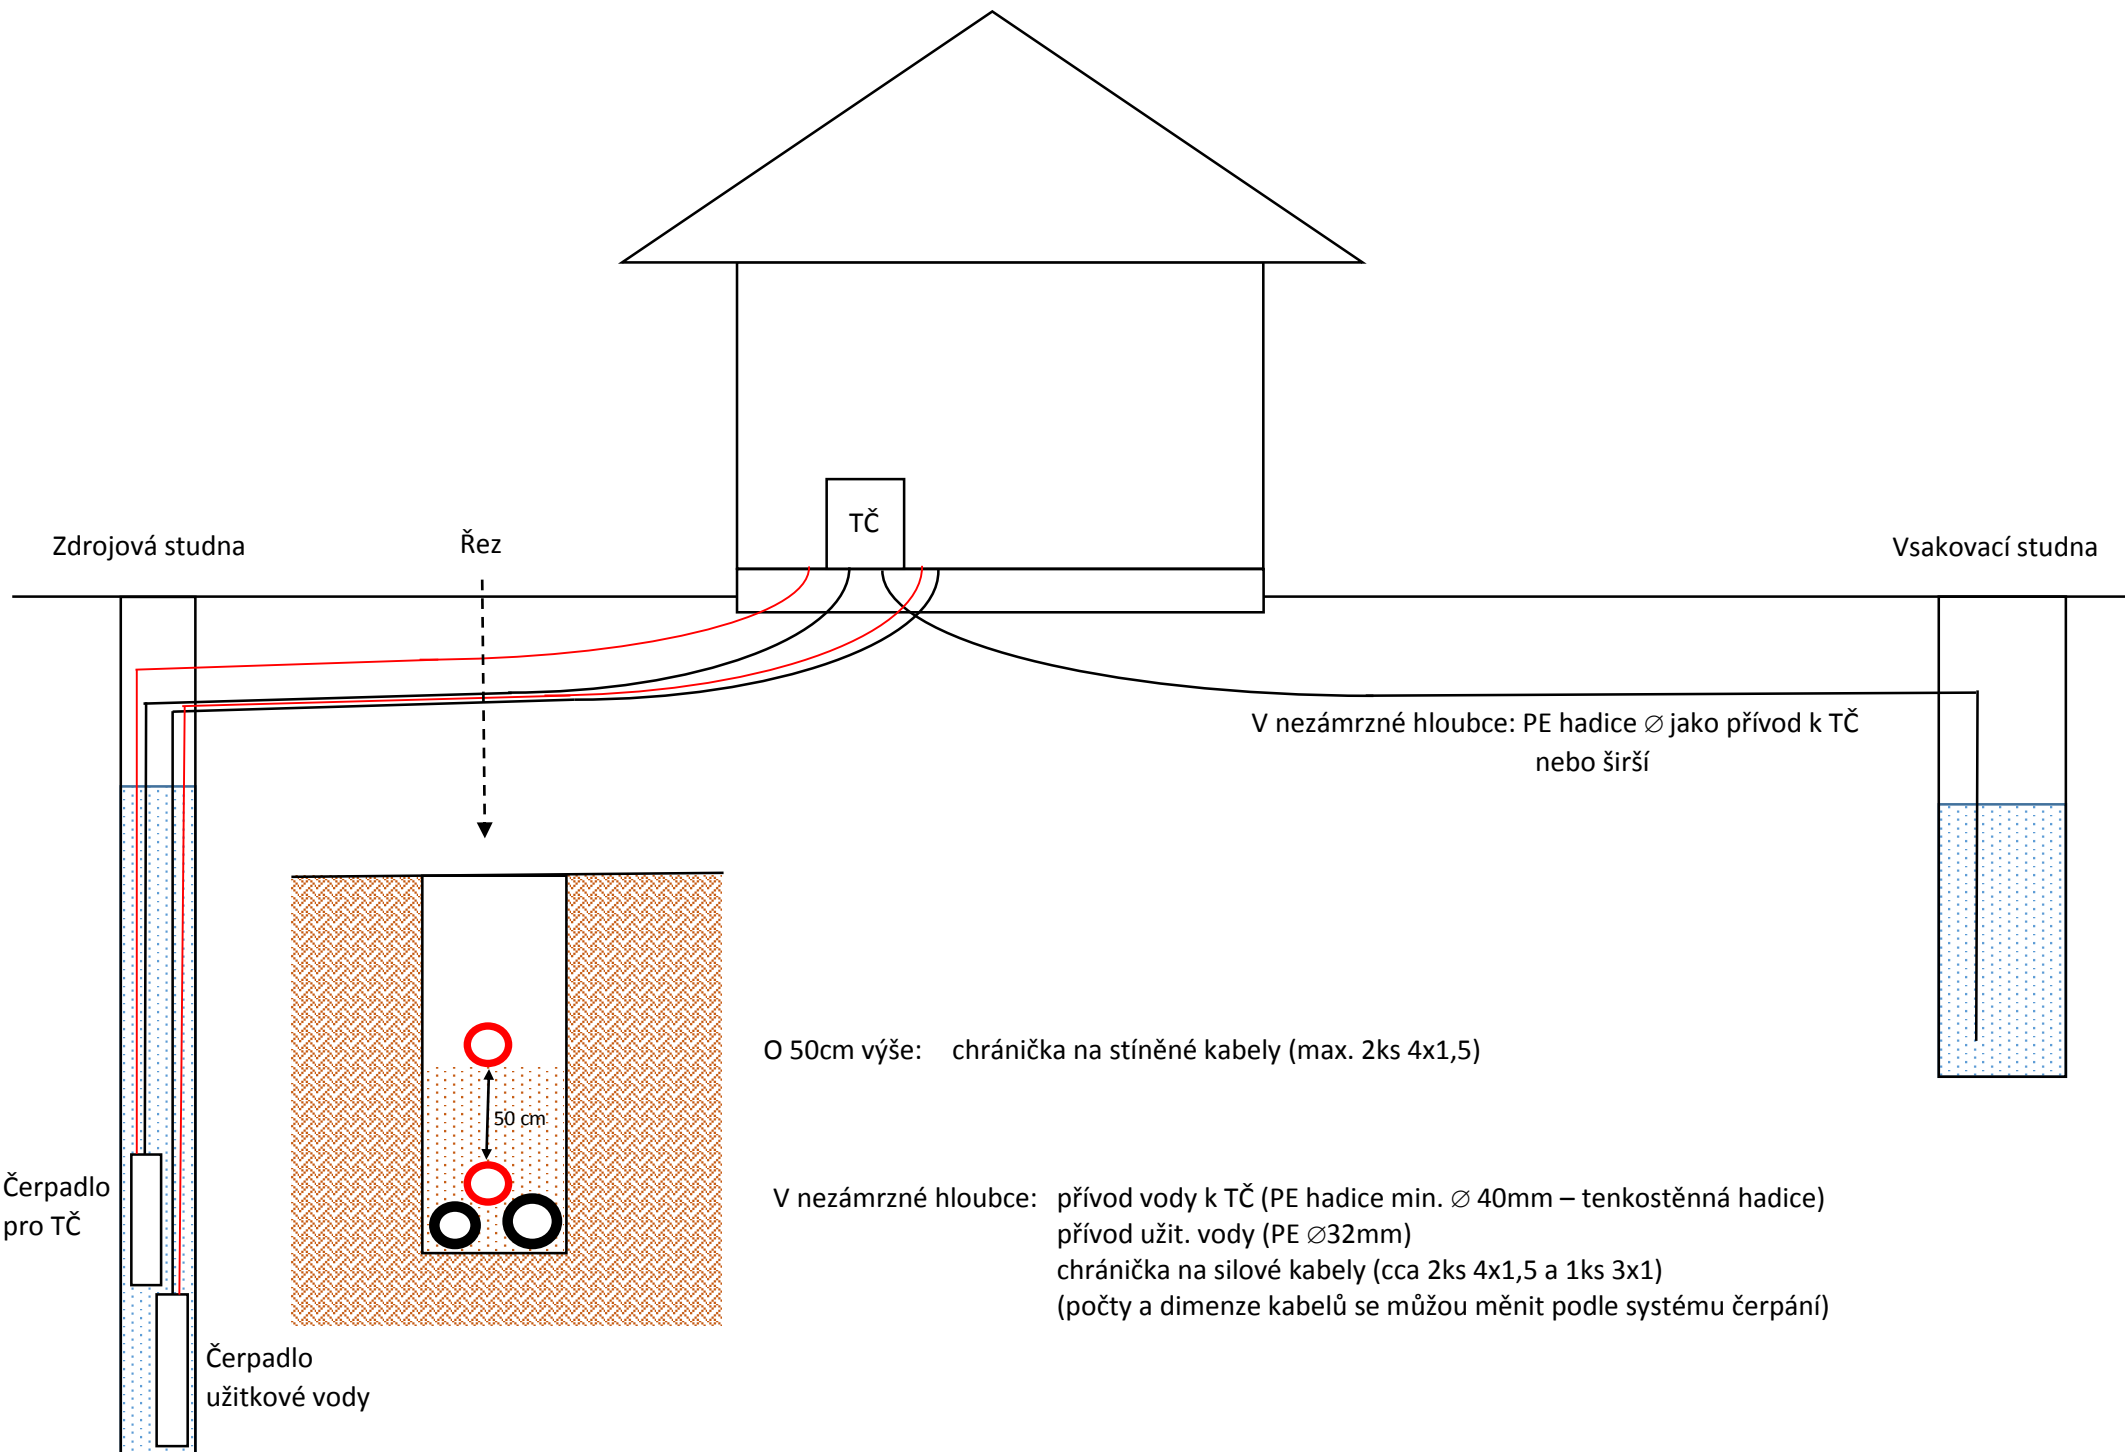 TČ
Zdrojová studna
Řez
Vsakovací studna
V nezámrzné hloubce: PE hadice ∅ jako přívod k TČ
nebo širší
O 50cm výše: chránička na stíněné kabely (max. 2ks 4x1,5)
50 cm
Čerpadlo
pro TČ
V nezámrzné hloubce: přívod vody k TČ (PE hadice min. ∅ 40mm – tenkostěnná hadice)
přívod užit. vody (PE ∅32mm)
chránička na silové kabely (cca 2ks 4x1,5 a 1ks 3x1)
(počty a dimenze kabelů se můžou měnit podle systému čerpání)
Čerpadlo
užitkové vody